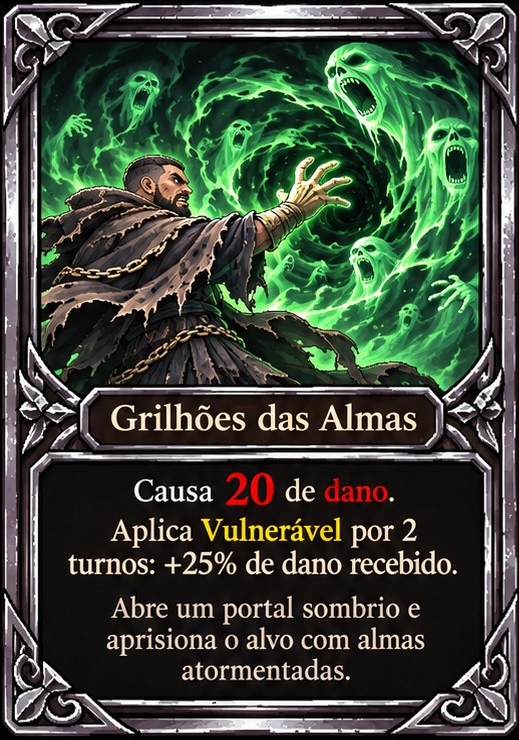 Grilhões das Almas
Causa 20 de dano.
Aplica Vulnerável por 2
turnos: +25% de dano recebido.
Abre um portal sombrio e
aprisiona o alvo com almas
atormentadas.